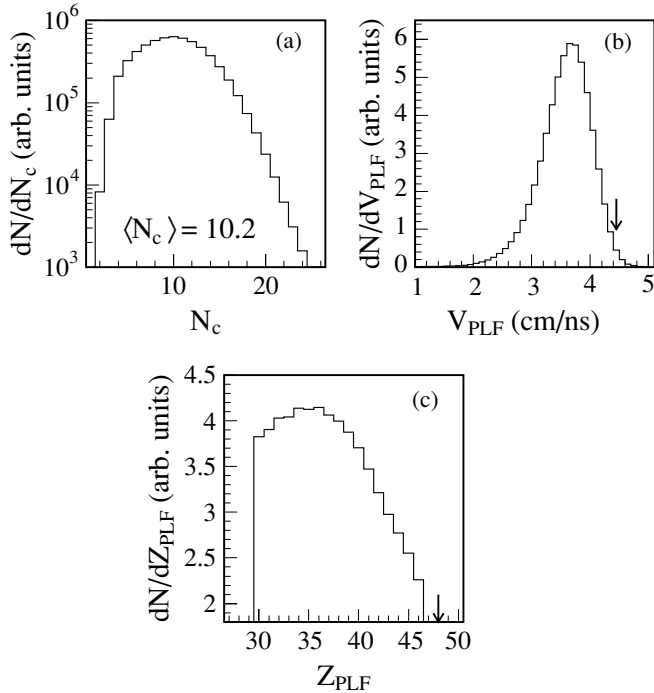 (a)
dN/dN_c (arb. units)
10^6
10^5
10^4
10^3
⟨N_c⟩ = 10.2
0 10 20
N_c
(b)
dN/dV_PLF (arb. units)
6
5
4
3
2
1
0
1 2 3 4 5
V_PLF (cm/ns)
(c)
dN/dZ_PLF (arb. units)
4.5
4
3.5
3
2.5
2
30 35 40 45 50
Z_PLF